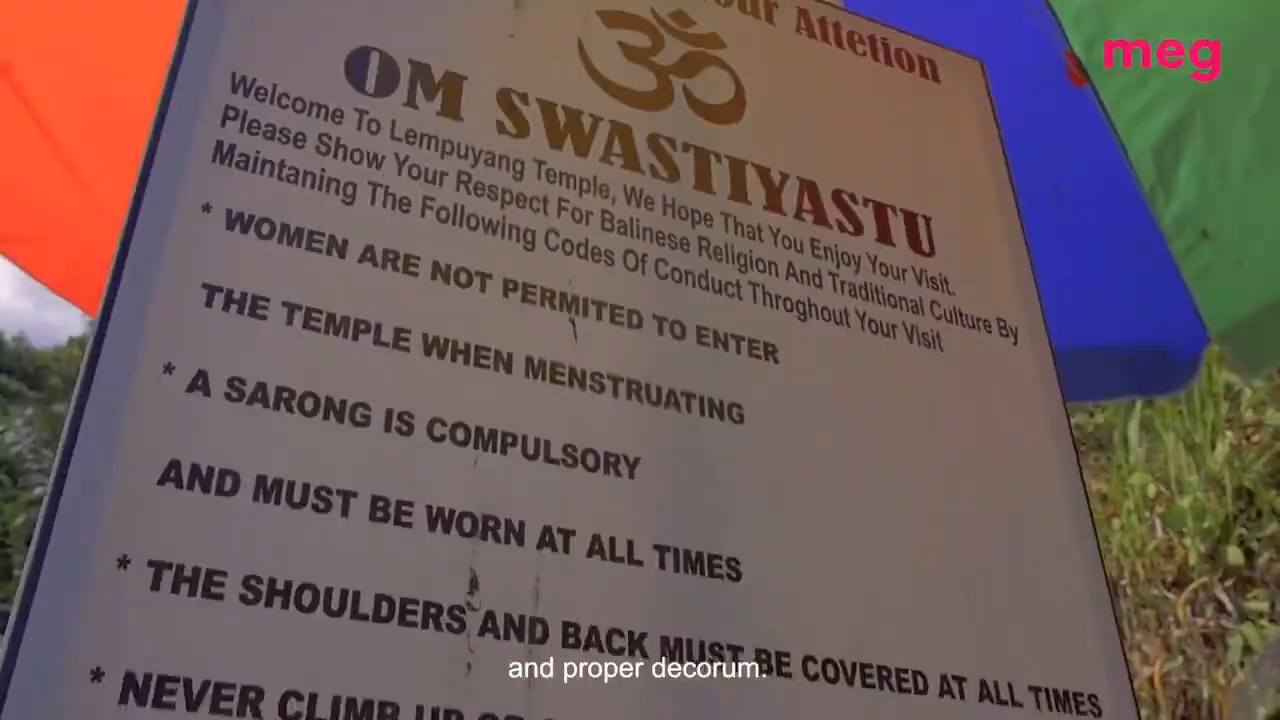 our Attetion
meg
ॐ
OM SWASTIYASTU
Welcome To Lempuyang Temple, We Hope That You Enjoy Your Visit.
Please Show Your Respect For Balinese Religion And Traditional Culture By
Maintaning The Following Codes Of Conduct Throghout Your Visit
* WOMEN ARE NOT PERMITED TO ENTER
THE TEMPLE WHEN MENSTRUATING
* A SARONG IS COMPULSORY
AND MUST BE WORN AT ALL TIMES
* THE SHOULDERS AND BACK MUST BE COVERED AT ALL TIMES
and proper decorum.
* NEVER CLIMB UP